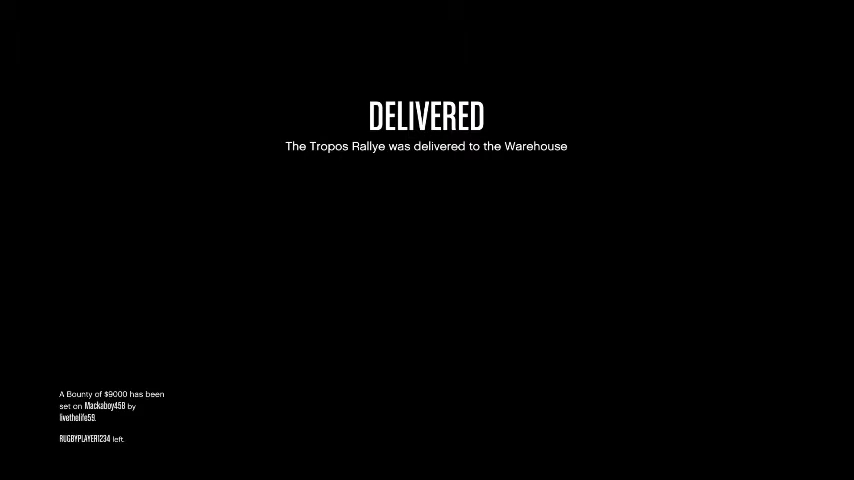 DELIVERED
The Tropos Rallye was delivered to the Warehouse
A Bounty of $9000 has been
set on Mackaboy458 by
livethelife59.
RUGBYPLAYER1234 left.